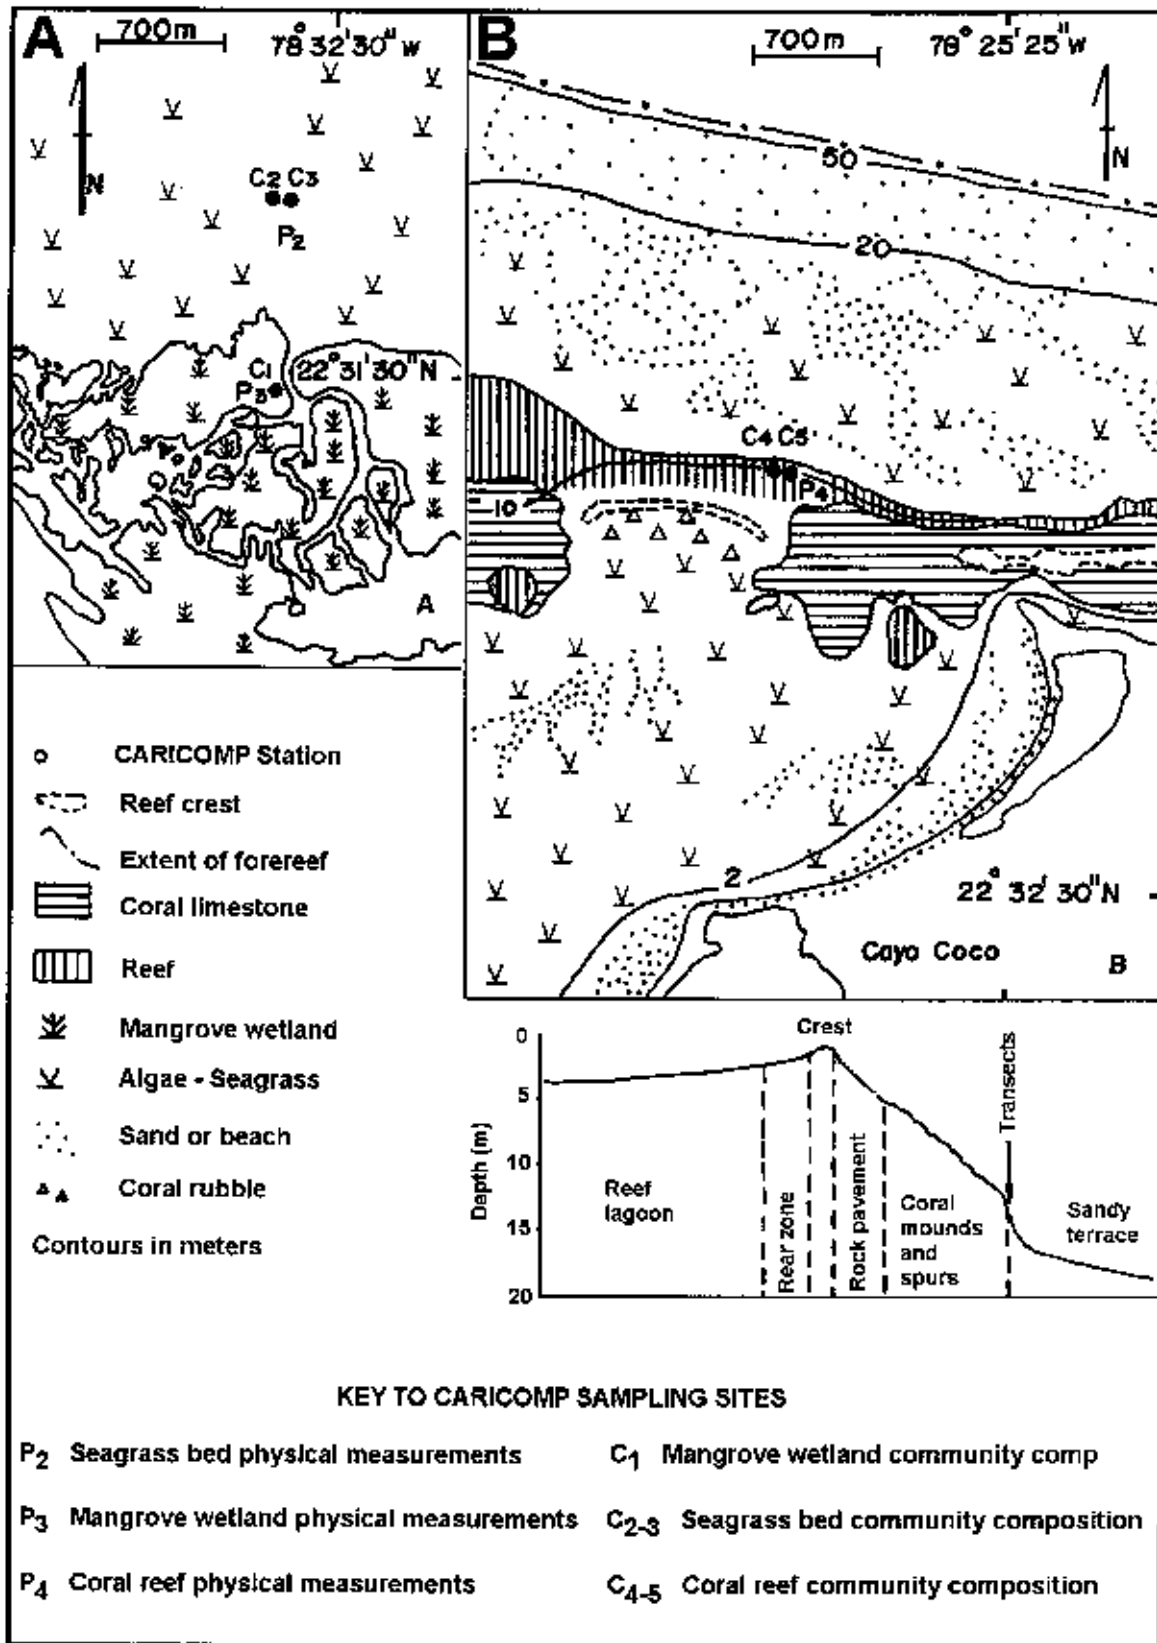 A
700m
78° 32' 30" W
N
C2 C3
P2
C1
P3
22° 31' 30" N
A
B
700m
78° 25' 25" W
N
50
20
C4 C5
P4
10
2
22° 32' 30" N
Cayo Coco
B
CARICOMP Station
Reef crest
Extent of forereef
Coral limestone
Reef
Mangrove wetland
Algae - Seagrass
Sand or beach
Coral rubble
Contours in meters
Crest
0
5
10
15
20
Depth (m)
Reef
lagoon
Rear zone
Rock pavement
Coral
mounds
and
spurs
Transects
Sandy
terrace
KEY TO CARICOMP SAMPLING SITES
P2 Seagrass bed physical measurements
C1 Mangrove wetland community comp
P3 Mangrove wetland physical measurements
C2-3 Seagrass bed community composition
P4 Coral reef physical measurements
C4-5 Coral reef community composition